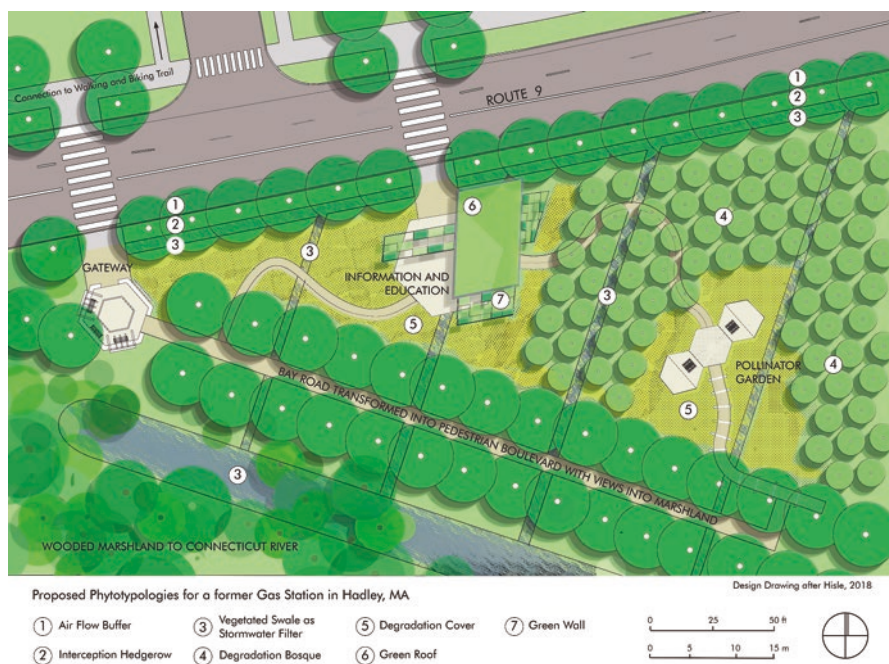 Connection to Walking and Biking Trail
ROUTE 9
1
2
3
1
2
3
6
4
3
GATEWAY
INFORMATION AND
EDUCATION
7
3
5
POLLINATOR
GARDEN
4
5
BAY ROAD TRANSFORMED INTO PEDESTRIAN BOULEVARD WITH VIEWS INTO MARSHLAND
3
WOODED MARSHLAND TO CONNECTICUT RIVER
Design Drawing after Hisle, 2018
Proposed Phytotypologies for a former Gas Station in Hadley, MA
1 Air Flow Buffer
2 Interception Hedgerow
3 Vegetated Swale as
Stormwater Filter
4 Degradation Bosque
5 Degradation Cover
6 Green Roof
7 Green Wall
0 25 50 ft
0 5 10 15 m